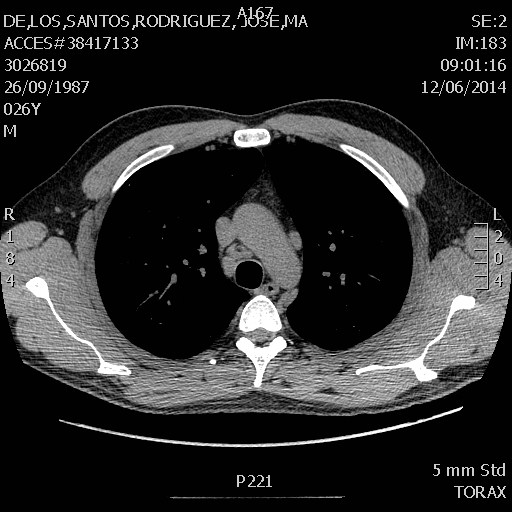 A167
DE,LOS,SANTOS,RODRIGUEZ, JOSE,MA
SE:2
ACCES#38417133
IM:183
3026819
09:01:16
26/09/1987
12/06/2014
026Y
M
R
L
1
8
4
2
0
4
P221
5 mm Std
TORAX